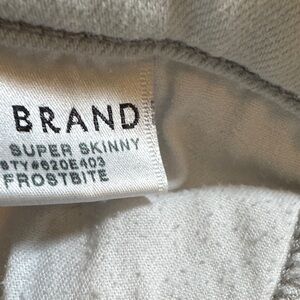 BRAND
SUPER SKINNY
STY#620E403
FROSTBITE